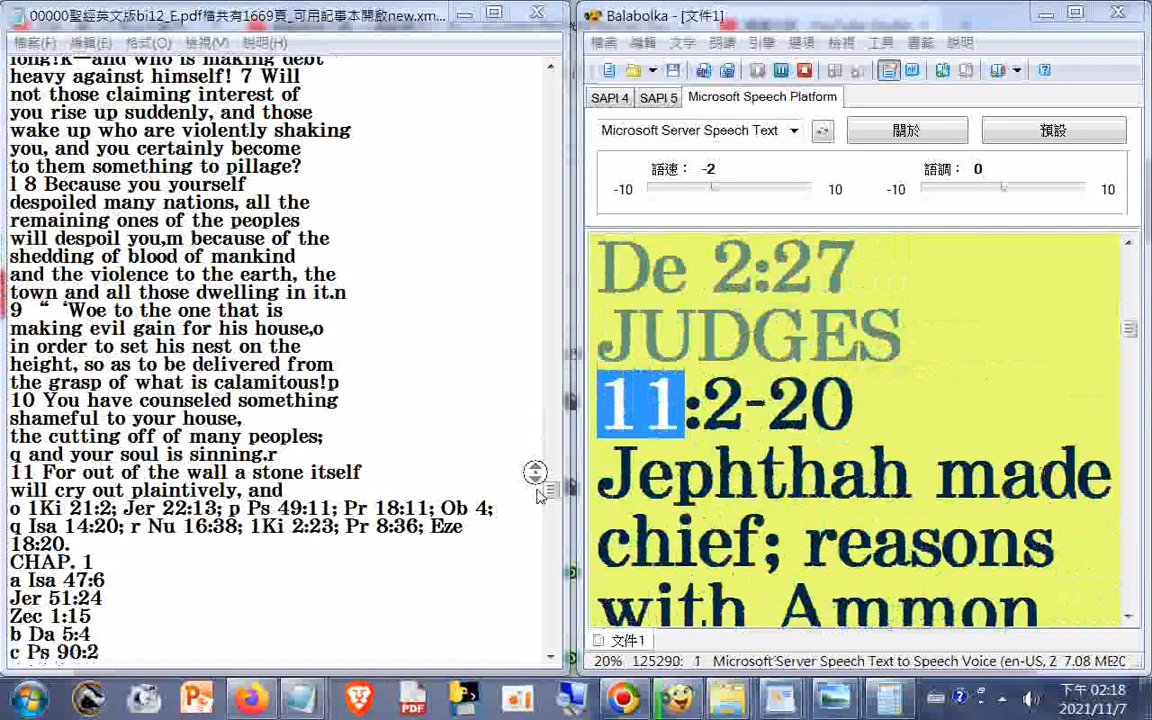 00000聖經英文版bi12_E.pdf檔共有1669頁_可用記事本開啟new.xm...
檔案(F) 編輯(E) 格式(O) 檢視(V) 說明(H)
heavy against himself! 7 Will
not those claiming interest of
you rise up suddenly, and those
wake up who are violently shaking
you, and you certainly become
to them something to pillage?
l 8 Because you yourself
despoiled many nations, all the
remaining ones of the peoples
will despoil you,m because of the
shedding of blood of mankind
and the violence to the earth, the
town and all those dwelling in it.n
9 “ ‘Woe to the one that is
making evil gain for his house,o
in order to set his nest on the
height, so as to be delivered from
the grasp of what is calamitous!p
10 You have counseled something
shameful to your house,
the cutting off of many peoples;
q and your soul is sinning.r
11 For out of the wall a stone itself
will cry out plaintively, and
o 1Ki 21:2; Jer 22:13; p Ps 49:11; Pr 18:11; Ob 4;
q Isa 14:20; r Nu 16:38; 1Ki 2:23; Pr 8:36; Eze
18:20.
CHAP. 1
a Isa 47:6
Jer 51:24
Zec 1:15
b Da 5:4
c Ps 90:2
Balabolka - [文件1]
檔案 編輯 文字 朗讀 引擎 選項 檢視 工具 書籤 說明
SAPI 4 SAPI 5 Microsoft Speech Platform
Microsoft Server Speech Text 關於 預設
語速： -2 語調： 0
-10 10 -10 10
De 2:27
JUDGES
11:2-20
Jephthah made
chief; reasons
with Ammon
文件1
20% 125290: 1 Microsoft Server Speech Text to Speech Voice (en-US, Z 7.08 ME
PDF
下午 02:18
2021/11/7